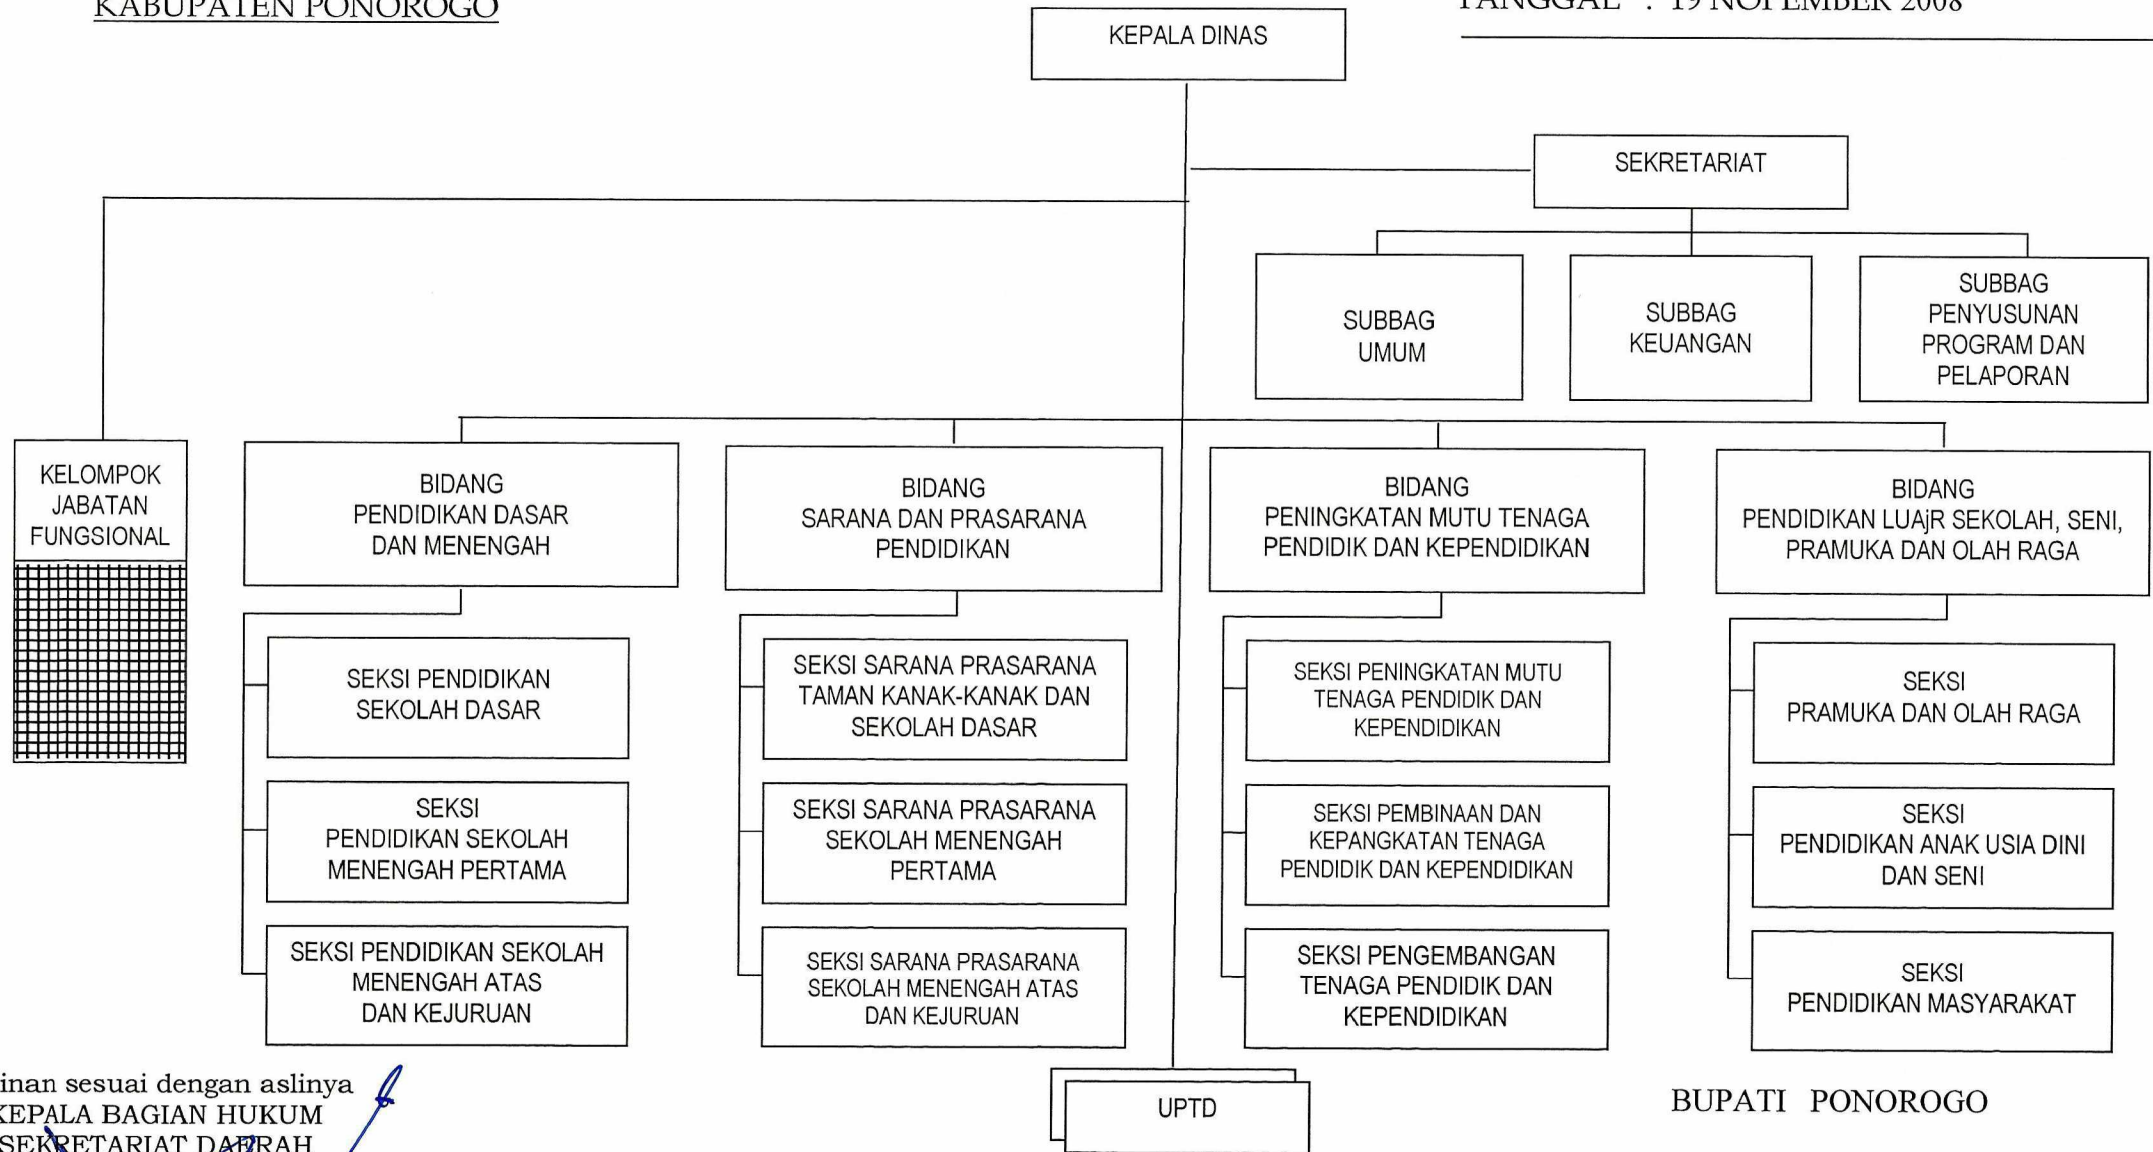 KABUPATEN PONOROGO
TANGGAL : 19 NOPEMBER 2008
KEPALA DINAS
SEKRETARIAT
SUBBAG
UMUM
SUBBAG
KEUANGAN
SUBBAG
PENYUSUNAN
PROGRAM DAN
PELAPORAN
KELOMPOK
JABATAN
FUNGSIONAL
BIDANG
PENDIDIKAN DASAR
DAN MENENGAH
BIDANG
SARANA DAN PRASARANA
PENDIDIKAN
BIDANG
PENINGKATAN MUTU TENAGA
PENDIDIK DAN KEPENDIDIKAN
BIDANG
PENDIDIKAN LUAjR SEKOLAH, SENI,
PRAMUKA DAN OLAH RAGA
SEKSI PENDIDIKAN
SEKOLAH DASAR
SEKSI
PENDIDIKAN SEKOLAH
MENENGAH PERTAMA
SEKSI PENDIDIKAN SEKOLAH
MENENGAH ATAS
DAN KEJURUAN
SEKSI SARANA PRASARANA
TAMAN KANAK-KANAK DAN
SEKOLAH DASAR
SEKSI SARANA PRASARANA
SEKOLAH MENENGAH
PERTAMA
SEKSI SARANA PRASARANA
SEKOLAH MENENGAH ATAS
DAN KEJURUAN
SEKSI PENINGKATAN MUTU
TENAGA PENDIDIK DAN
KEPENDIDIKAN
SEKSI PEMBINAAN DAN
KEPANGKATAN TENAGA
PENDIDIK DAN KEPENDIDIKAN
SEKSI PENGEMBANGAN
TENAGA PENDIDIK DAN
KEPENDIDIKAN
SEKSI
PRAMUKA DAN OLAH RAGA
SEKSI
PENDIDIKAN ANAK USIA DINI
DAN SENI
SEKSI
PENDIDIKAN MASYARAKAT
UPTD
inan sesuai dengan aslinya
KEPALA BAGIAN HUKUM
SEKRETARIAT DAERAH
BUPATI PONOROGO